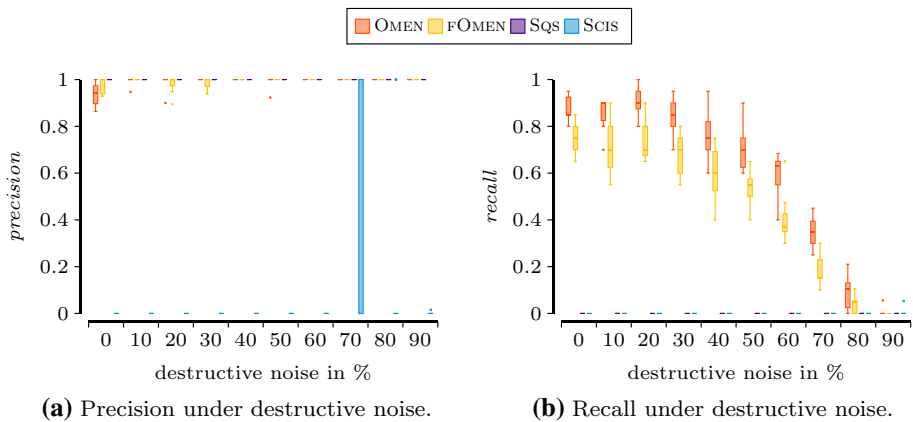 OMEN fOMEN SQS SCIS
1
0.8
0.6
0.4
0.2
0
precision
0 10 20 30 40 50 60 70 80 90
destructive noise in %
(a) Precision under destructive noise.
1
0.8
0.6
0.4
0.2
0
recall
0 10 20 30 40 50 60 70 80 90
destructive noise in %
(b) Recall under destructive noise.